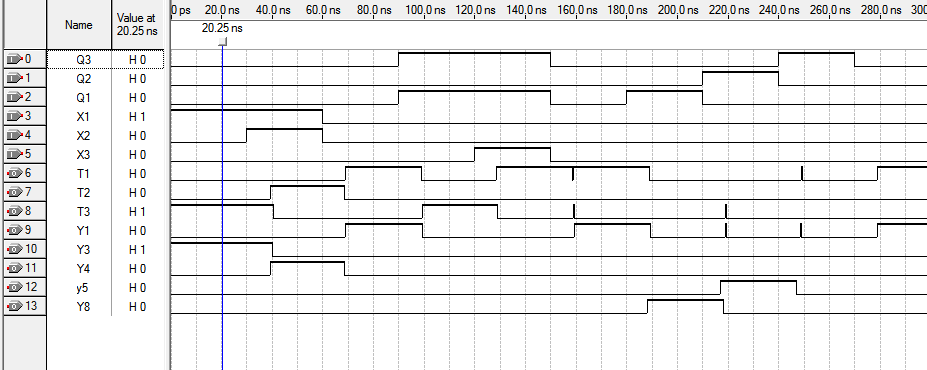 Name
Value at
20.25 ns
0 ps 20.0 ns 40.0 ns 60.0 ns 80.0 ns 100.0 ns 120.0 ns 140.0 ns 160.0 ns 180.0 ns 200.0 ns 220.0 ns 240.0 ns 260.0 ns 280.0 ns 300
20.25 ns
0 Q3 H 0
1 Q2 H 0
2 Q1 H 0
3 X1 H 1
4 X2 H 0
5 X3 H 0
6 T1 H 0
7 T2 H 0
8 T3 H 1
9 Y1 H 0
10 Y3 H 1
11 Y4 H 0
12 y5 H 0
13 Y8 H 0